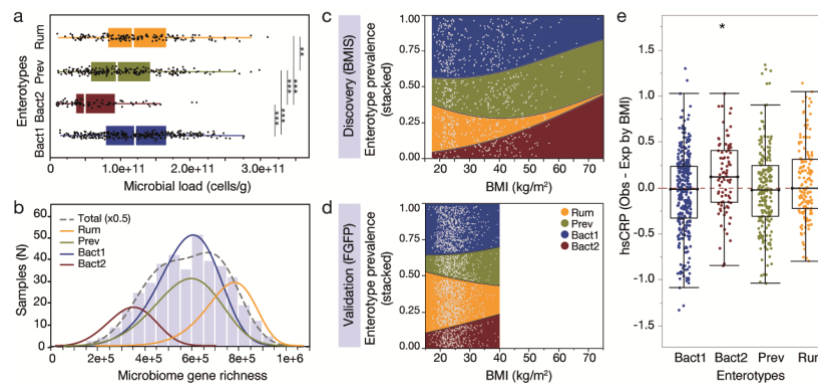 a
Enterotypes
Rum
Prev
Bact2
Bact1
**
***
***
***
***
1.0e+11 2.0e+11 3.0e+11
Microbial load (cells/g)
b
Samples (N)
60
50
40
30
20
10
0
Total (x0.5)
Rum
Prev
Bact1
Bact2
0 2e+5 4e+5 6e+5 8e+5 1e+06
Microbiome gene richness
c
Discovery (BMIS)
Enterotype prevalence
(stacked)
1.00
0.75
0.50
0.25
0.00
20 30 40 50 60 70
BMI (kg/m²)
d
Validation (FGFP)
Enterotype prevalence
(stacked)
1.00
0.75
0.50
0.25
0.00
Rum
Prev
Bact1
Bact2
20 30 40 50 60 70
BMI (kg/m²)
e
hsCRP (Obs - Exp by BMI)
*
1.5
1.0
0.5
0.0
-0.5
-1.0
-1.5
Bact1 Bact2 Prev Rum
Enterotypes